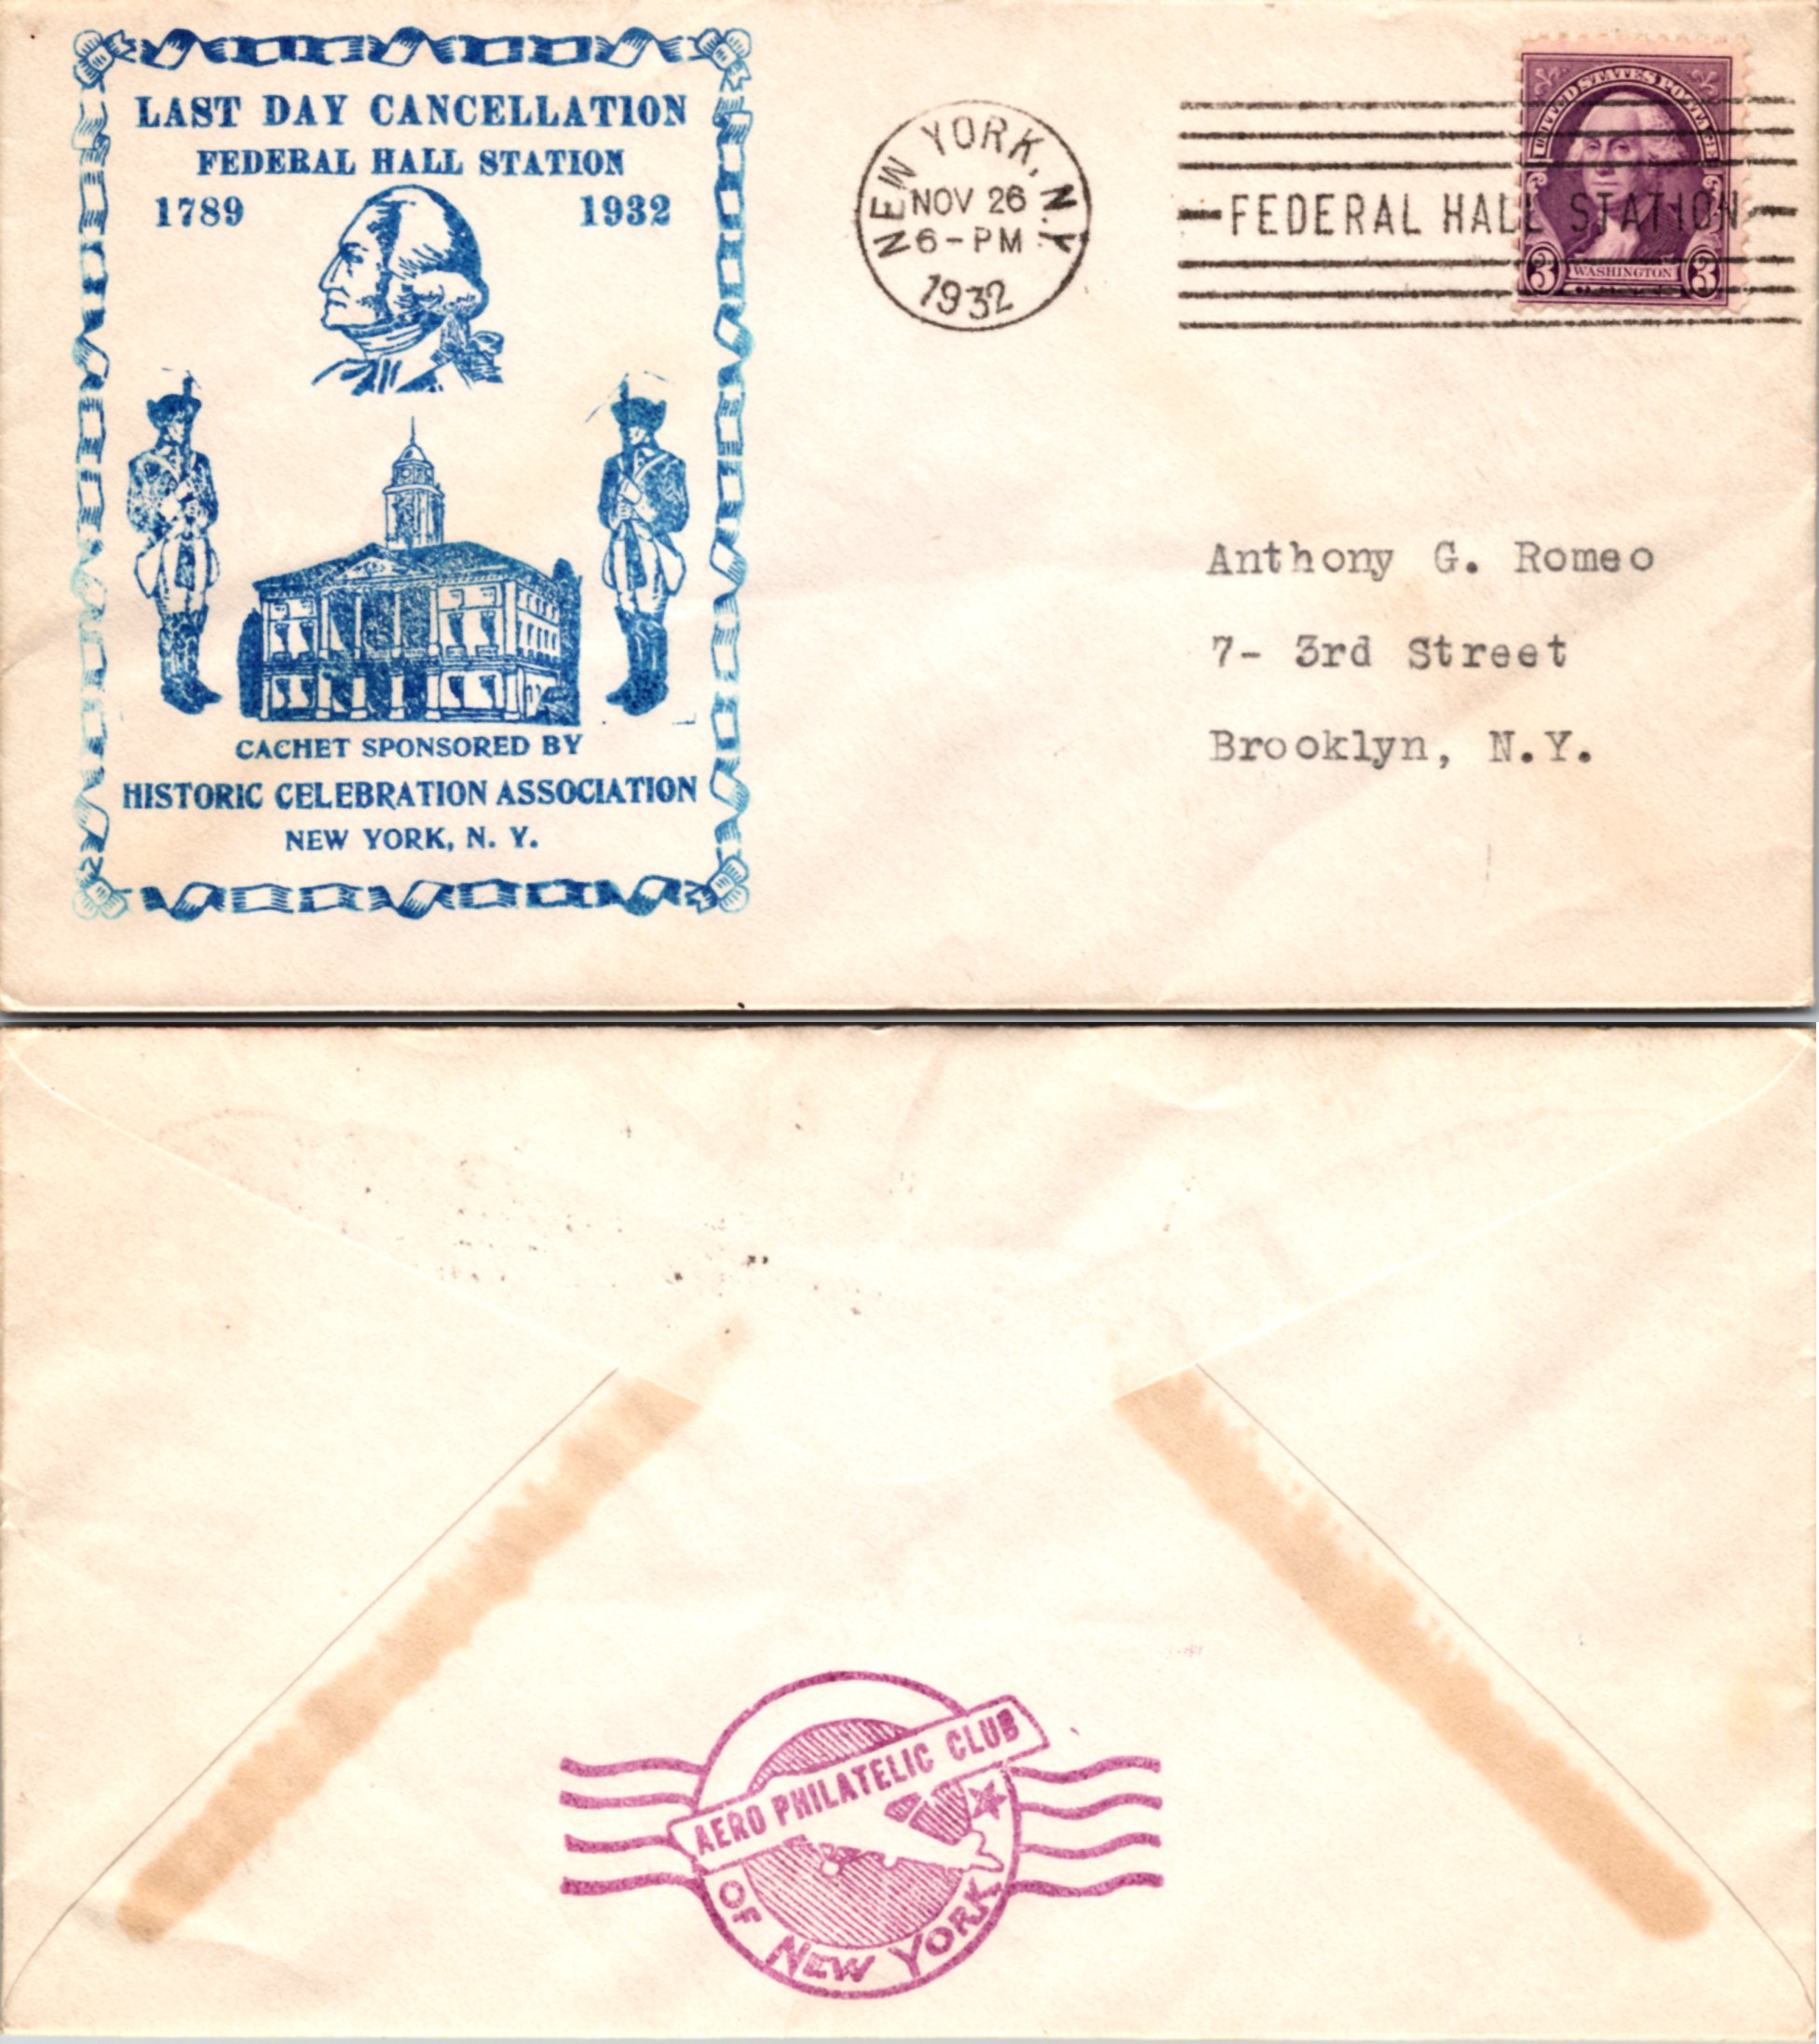 LAST DAY CANCELLATION
FEDERAL HALL STATION
1789 1932
CACHET SPONSORED BY
HISTORIC CELEBRATION ASSOCIATION
NEW YORK, N. Y.
NEW YORK, N.Y.
NOV 26
6-PM
1932
FEDERAL HALL STATION
UNITED STATES POSTAGE
3 WASHINGTON 3
Anthony G. Romeo
7- 3rd Street
Brooklyn, N.Y.
AERO PHILATELIC CLUB
OF NEW YORK